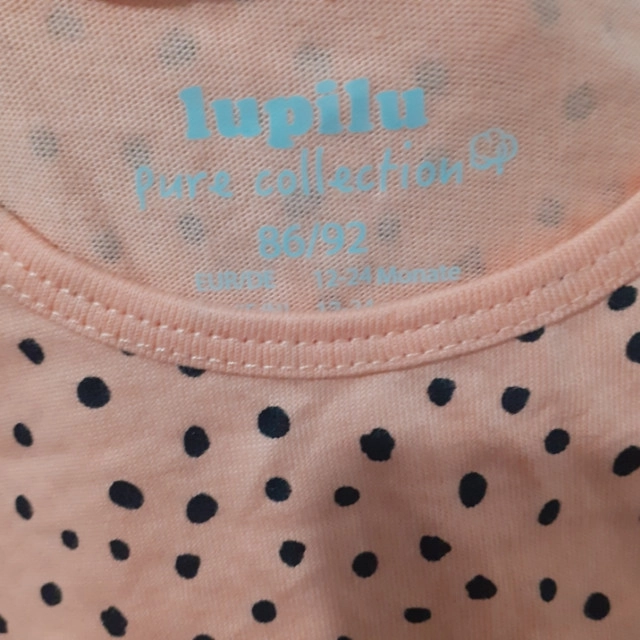 lupilu
pure collection
86/92
EUR/DE 12-24 Monate